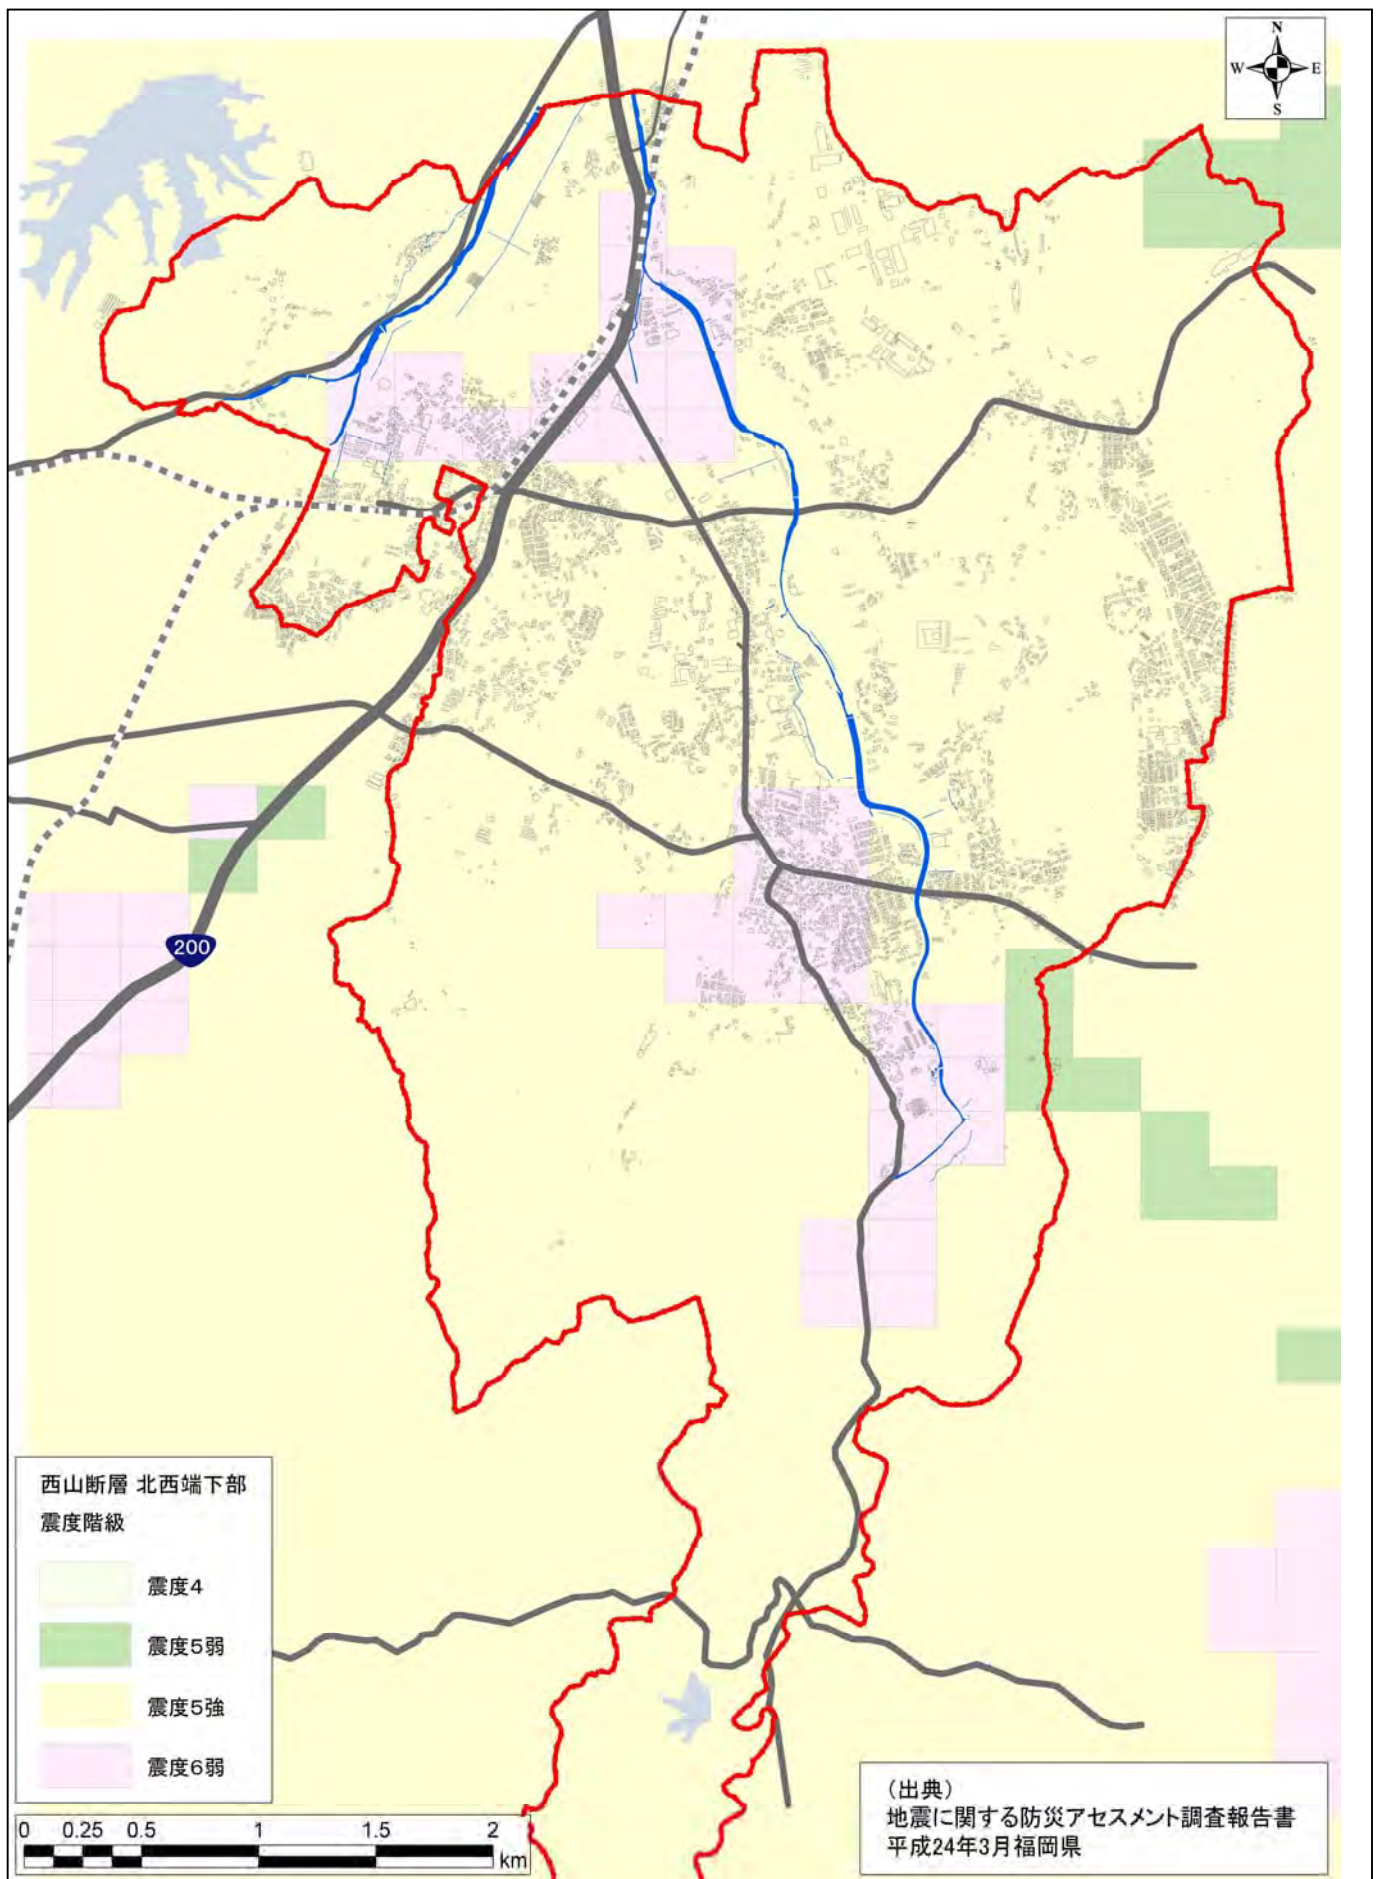 N
W E
S
200
西山断層 北西端下部
震度階級
震度4
震度5弱
震度5強
震度6弱
0 0.25 0.5 1 1.5 2
km
（出典）
地震に関する防災アセスメント調査報告書
平成24年3月福岡県